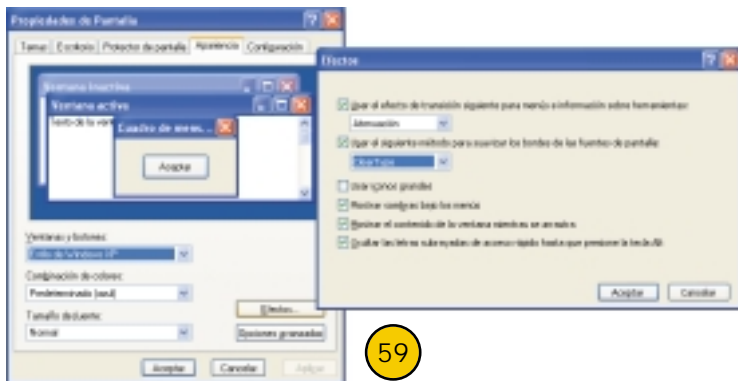 Propiedades de Pantalla
Temas Escritorio Protector de pantalla Apariencia Configuración
Ventana inactiva
Ventana activa
Texto de la ven
Cuadro de mens...
Aceptar
Ventanas y botones:
Estilo de Windows XP
Combinación de colores:
Predeterminado (azul)
Tamaño de fuente:
Normal
Efectos...
Opciones avanzadas
Aceptar Cancelar Aplicar
Efectos
Usar el efecto de transición siguiente para menús e información sobre herramientas:
Atenuación
Usar el siguiente método para suavizar los bordes de las fuentes de pantalla:
ClearType
Usar iconos grandes
Mostrar sombras bajo los menús
Mostrar el contenido de la ventana mientras se arrastra
Ocultar las letras subrayadas de acceso rápido hasta que presione la tecla Alt
Aceptar Cancelar
59